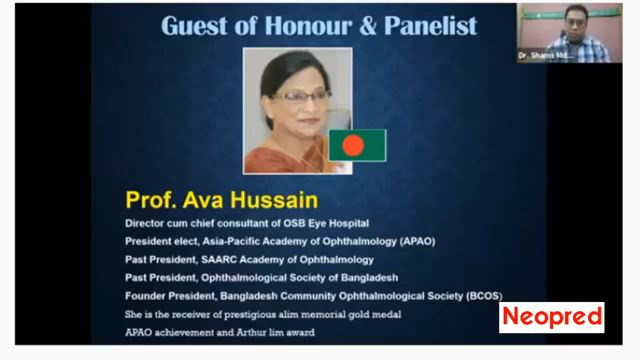 Guest of Honour & Panelist
Dr. Shams Md...
Prof. Ava Hussain
Director cum chief consultant of OSB Eye Hospital
President elect, Asia-Pacific Academy of Ophthalmology (APAO)
Past President, SAARC Academy of Ophthalmology
Past President, Ophthalmological Society of Bangladesh
Founder President, Bangladesh Community Ophthalmological Society (BCOS)
She is the receiver of prestigious alim memorial gold medal
APAO achievement and Arthur lim award
Neopred